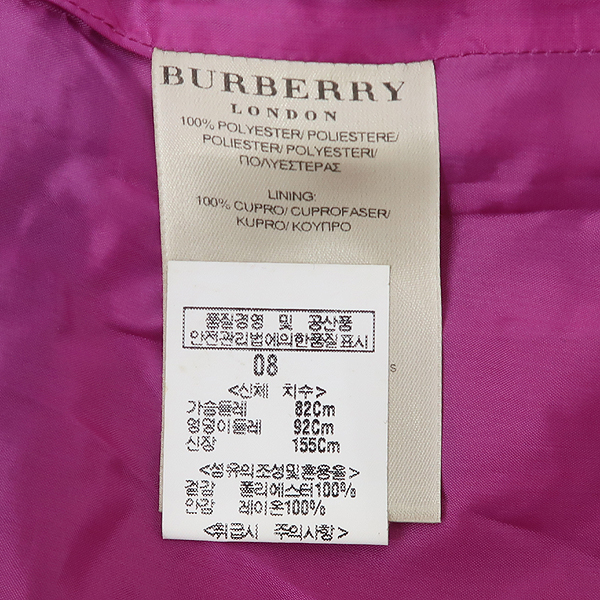 BURBERRY
LONDON
100% POLYESTER/ POLIESTERE/
POLIESTER/ POLYESTERI/
ΠΟΛΥΕΣΤΕΡΑΣ
LINING:
100% CUPRO/ CUPROFASER/
KUPRO/ ΚΟΥΠΡΟ
품질경영 및 공산품
안전관리법에의한품질표시
08
<신체 치수>
가슴둘레 82Cm
엉덩이둘레 92Cm
신장 155Cm
<섬유의조성및혼용율>
겉감 폴리에스터100%
안감 레이온100%
<취급시 주의사항>
s